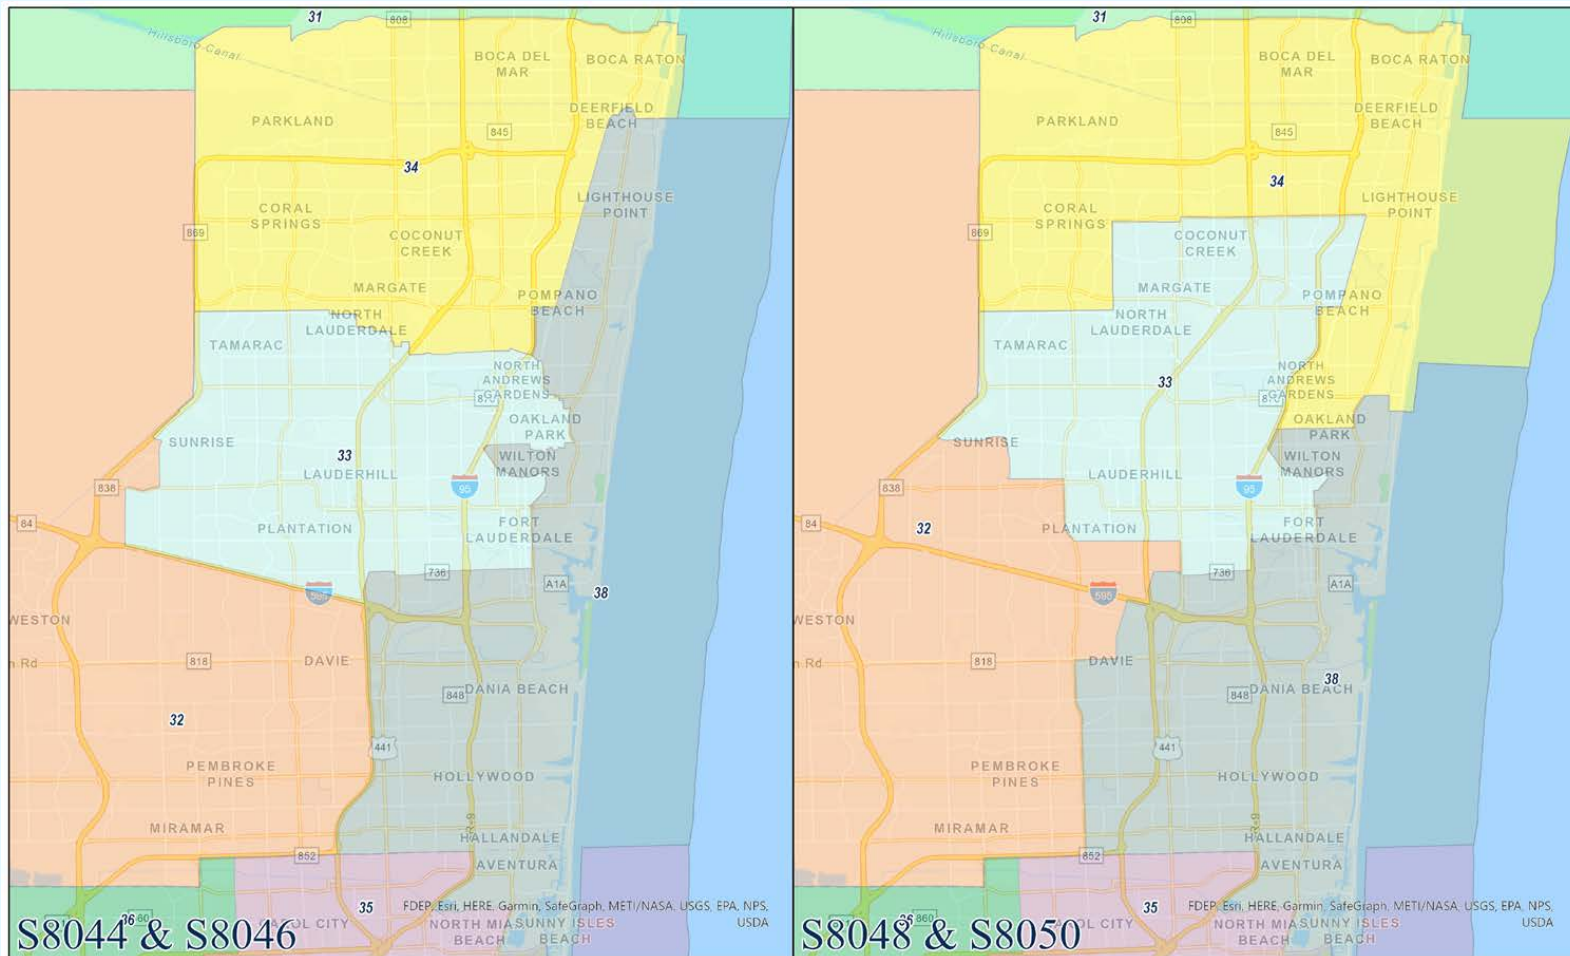 31
808
Hillsboro Canal
BOCA DEL
MAR
BOCA RATON
DEERFIELD
BEACH
PARKLAND
845
34
LIGHTHOUSE
POINT
CORAL
SPRINGS
869
COCONUT
CREEK
MARGATE
POMPANO
BEACH
NORTH
LAUDERDALE
TAMARAC
NORTH
ANDREWS
GARDENS
OAKLAND
PARK
SUNRISE
33
LAUDERHILL
WILTON
MANORS
838
95
84
PLANTATION
FORT
LAUDERDALE
736
A1A
595
38
WESTON
n Rd
818
DAVIE
848
DANIA BEACH
32
441
PEMBROKE
PINES
HOLLYWOOD
MIRAMAR
HALLANDALE
852
AVENTURA
35
FDEP, Esri, HERE, Garmin, SafeGraph, METI/NASA, USGS, EPA, NPS,
USDA
36
NORTH MIA
BEACH
SUNNY ISLES
BEACH
S8044 & S8046
31
808
Hillsboro Canal
BOCA DEL
MAR
BOCA RATON
DEERFIELD
BEACH
PARKLAND
845
34
LIGHTHOUSE
POINT
CORAL
SPRINGS
869
COCONUT
CREEK
MARGATE
POMPANO
BEACH
NORTH
LAUDERDALE
TAMARAC
33
NORTH
ANDREWS
GARDENS
OAKLAND
PARK
SUNRISE
LAUDERHILL
WILTON
MANORS
838
95
84
32
PLANTATION
FORT
LAUDERDALE
736
A1A
595
WESTON
n Rd
818
DAVIE
38
848
DANIA BEACH
441
PEMBROKE
PINES
HOLLYWOOD
MIRAMAR
HALLANDALE
852
AVENTURA
35
FDEP, Esri, HERE, Garmin, SafeGraph, METI/NASA, USGS, EPA, NPS,
USDA
860
NORTH MIA
BEACH
SUNNY ISLES
BEACH
S8048 & S8050